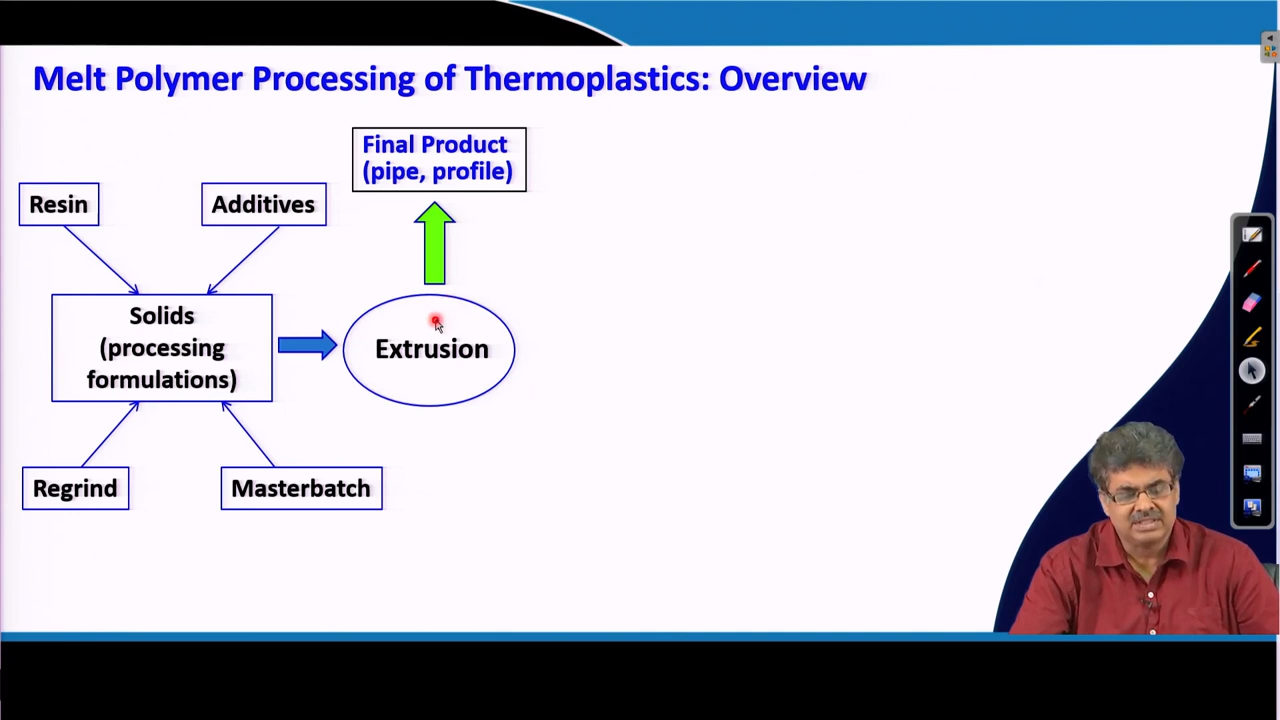 Melt Polymer Processing of Thermoplastics: Overview
Final Product
(pipe, profile)
Resin
Additives
Solids
(processing
formulations)
Extrusion
Regrind
Masterbatch